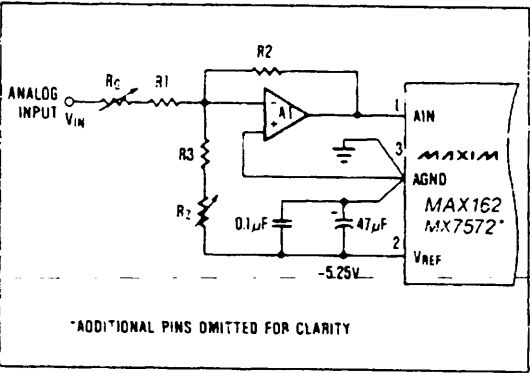 R2
ANALOG
INPUT
VIN
RG
R1
A1
-
+
1
AIN
3
MAXIM
AGND
R3
MAX162
MX7572*
RZ
0.1µF
-
47µF
2
VREF
-5.25V
*ADDITIONAL PINS OMITTED FOR CLARITY